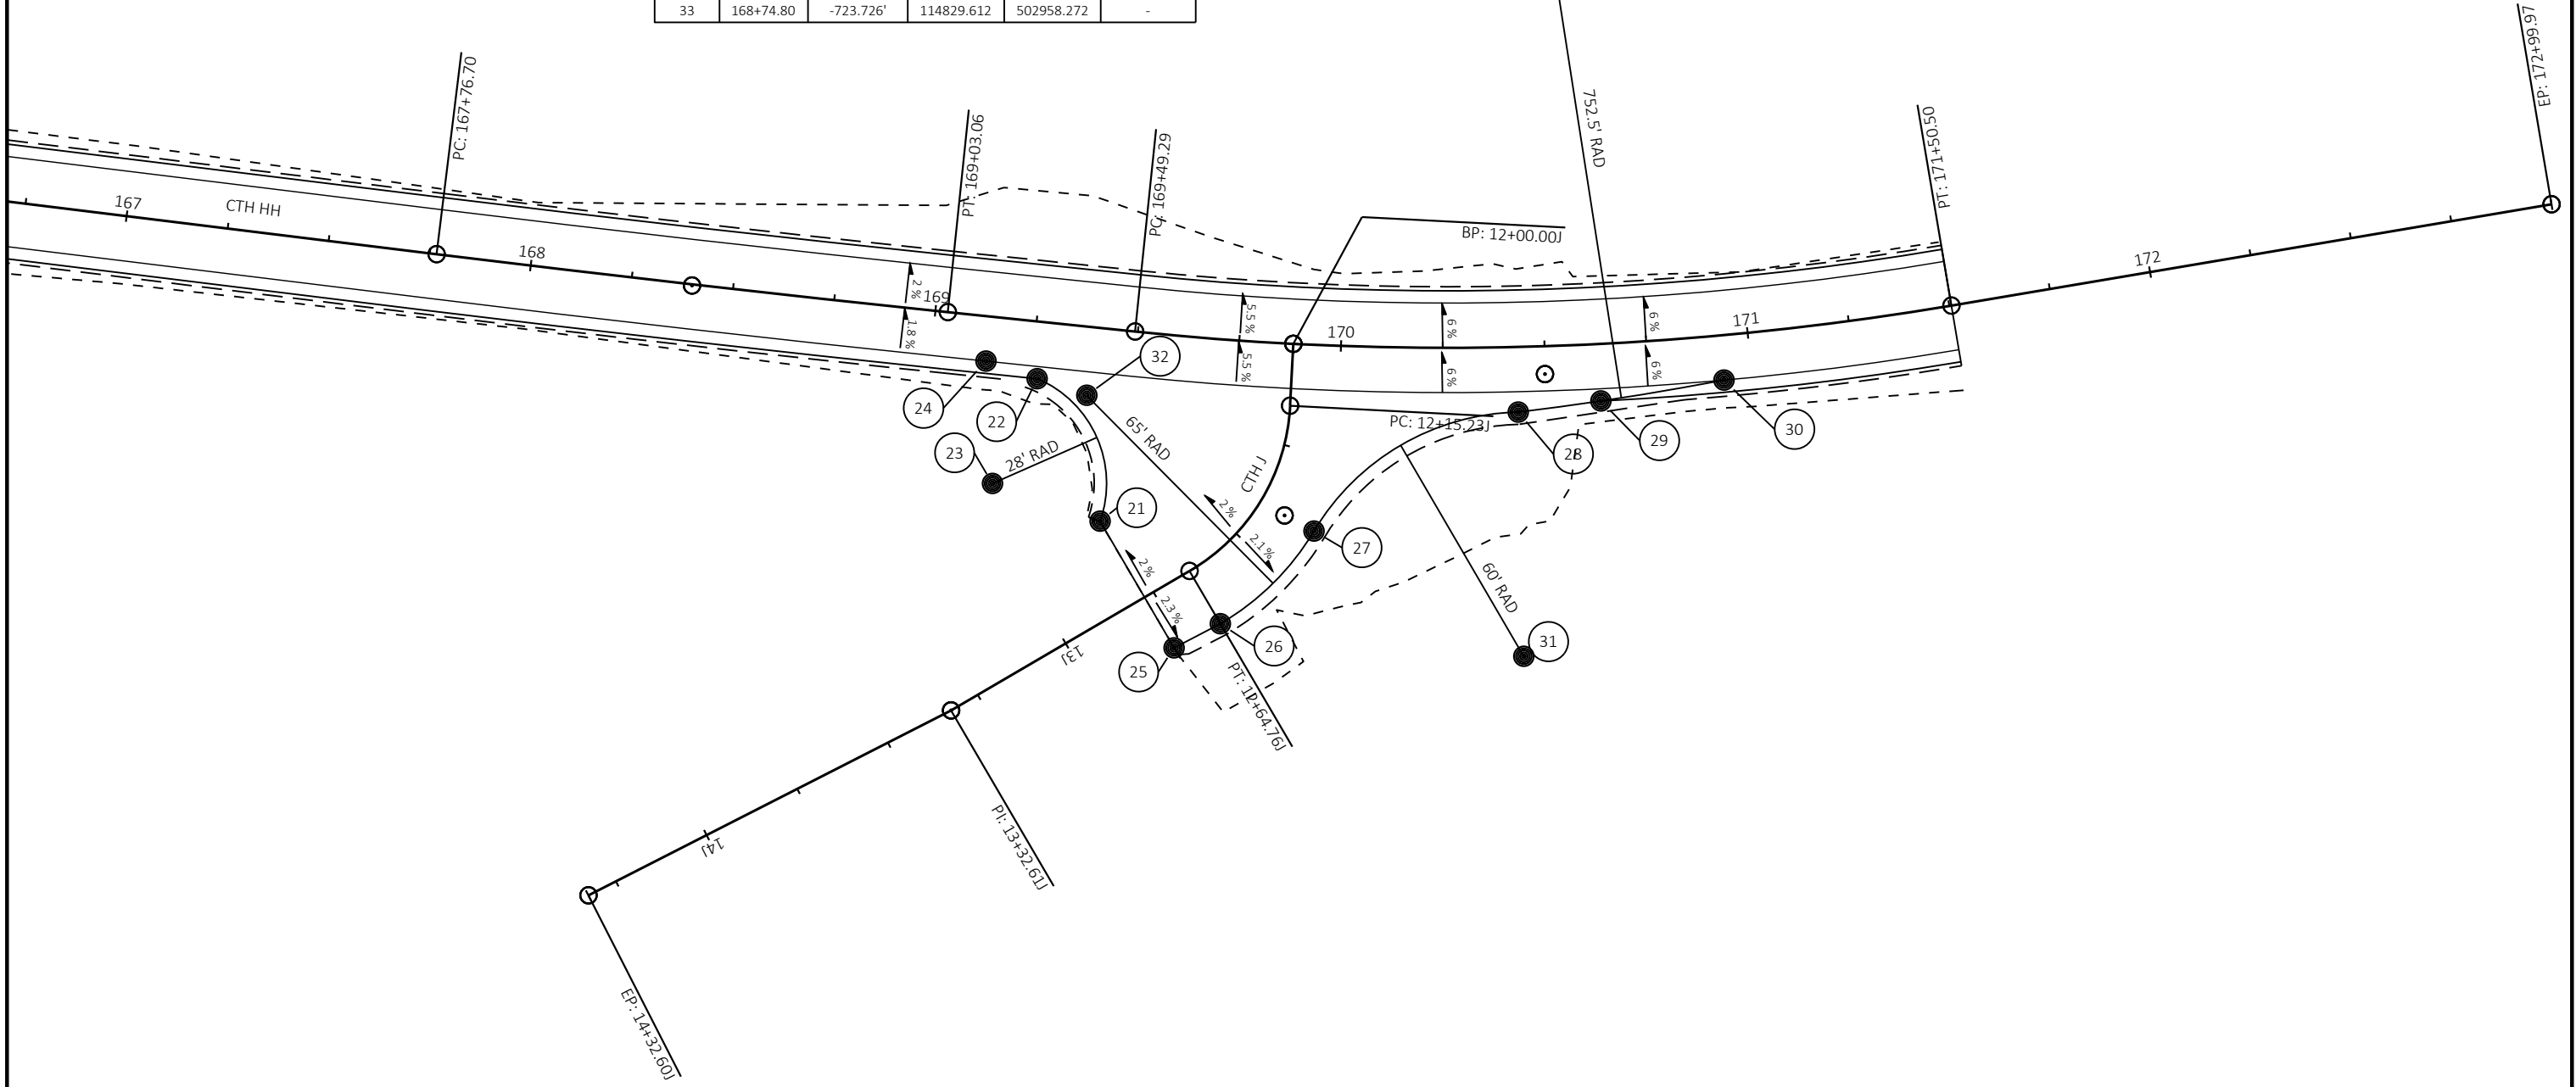 33 168+74.80 -723.726' 114829.612 502958.272 -
EP: 172+99.97
PC: 167+76.70
PT: 169+03.06
PC: 169+49.29
752.5' RAD
PT: 171+50.50
167
CTH HH
168
169
2 %
1.8 %
BP: 12+00.00J
5.5 %
5.5 %
170
6 %
6 %
171
6 %
6 %
172
32
24
22
23
28' RAD
65' RAD
CTH J
PC: 12+15.23J
28
29
30
21
2 %
2.1 %
27
2 %
2.3 %
60' RAD
31
26
25
13J
PT: 12+64.76J
PI: 13+32.61J
14J
EP: 14+32.60J